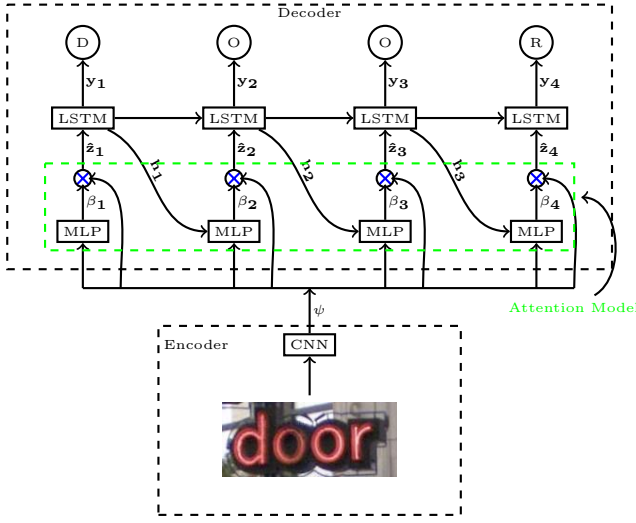 Decoder
D O O R
y₁ y₂ y₃ y₄
LSTM LSTM LSTM LSTM
ẑ₁ ẑ₂ ẑ₃ ẑ₄
h₁ h₂ h₃
β₁ β₂ β₃ β₄
MLP MLP MLP MLP
Attention Model
ψ
Encoder CNN
door